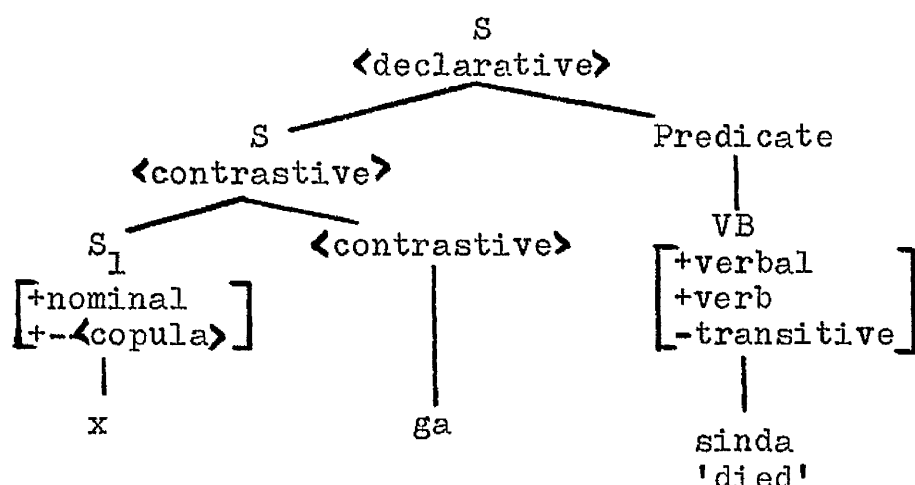 S
<declarative>
S Predicate
<contrastive>
VB
S1 <contrastive> +verbal
+nominal +verb
+--<copula> -transitive
x ga sinda
'died'